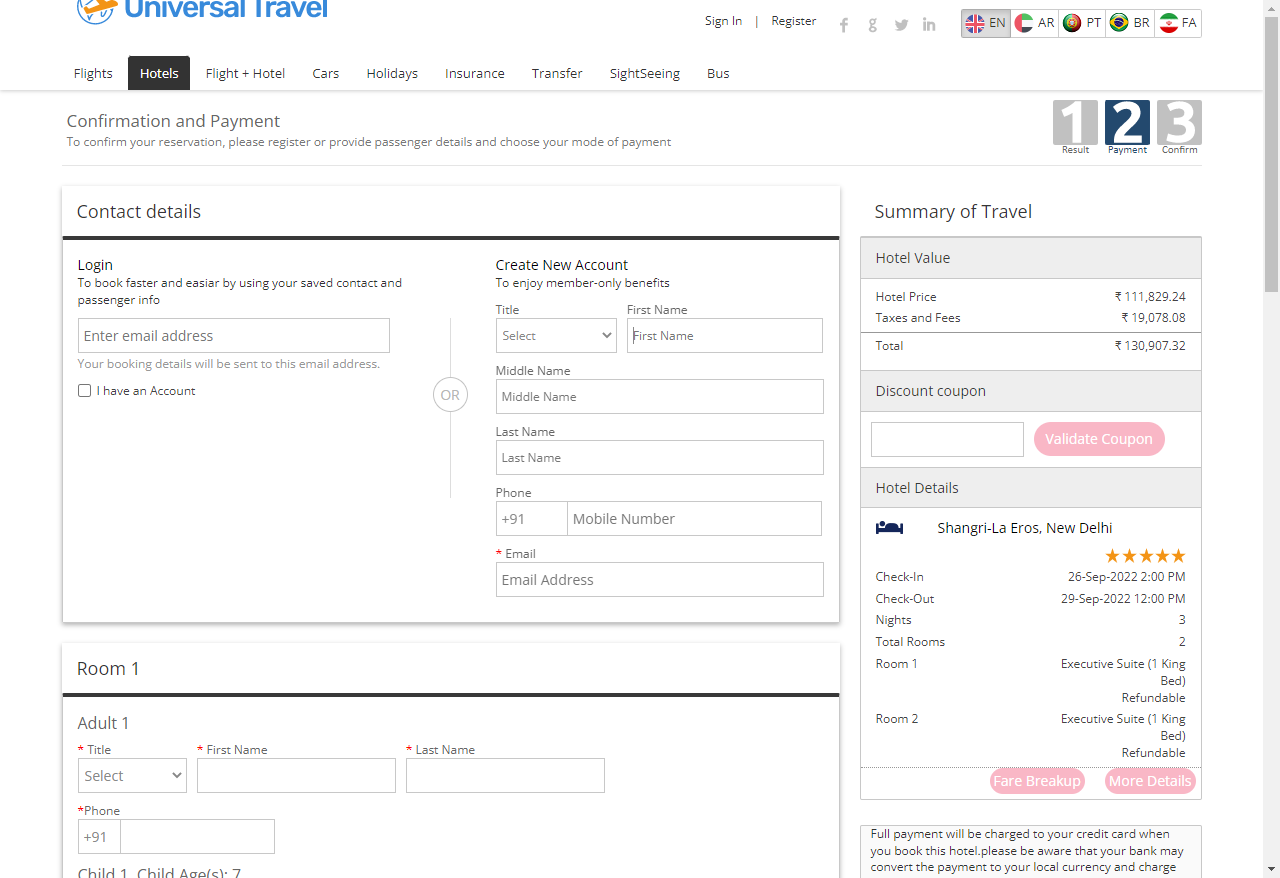 Universal Travel
Sign In | Register
EN AR PT BR FA
Flights Hotels Flight + Hotel Cars Holidays Insurance Transfer SightSeeing Bus
Confirmation and Payment
To confirm your reservation, please register or provide passenger details and choose your mode of payment
1 2 3
Result Payment Confirm
Contact details
Login
To book faster and easiar by using your saved contact and
passenger info
Enter email address
Your booking details will be sent to this email address.
I have an Account
OR
Create New Account
To enjoy member-only benefits
Title First Name
Select First Name
Middle Name
Middle Name
Last Name
Last Name
Phone
+91 Mobile Number
* Email
Email Address
Room 1
Adult 1
* Title * First Name * Last Name
Select
*Phone
+91
Child 1, Child Age(s): 7
Summary of Travel
Hotel Value
Hotel Price ₹ 111,829.24
Taxes and Fees ₹ 19,078.08
Total ₹ 130,907.32
Discount coupon
Validate Coupon
Hotel Details
Shangri-La Eros, New Delhi
Check-In 26-Sep-2022 2:00 PM
Check-Out 29-Sep-2022 12:00 PM
Nights 3
Total Rooms 2
Room 1 Executive Suite (1 King
Bed)
Refundable
Room 2 Executive Suite (1 King
Bed)
Refundable
Fare Breakup More Details
Full payment will be charged to your credit card when
you book this hotel.please be aware that your bank may
convert the payment to your local currency and charge